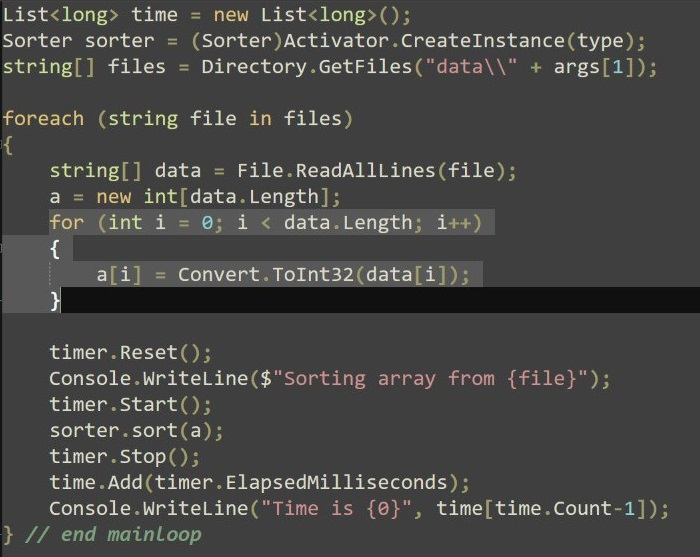 List<long> time = new List<long>();
Sorter sorter = (Sorter)Activator.CreateInstance(type);
string[] files = Directory.GetFiles("data\\" + args[1]);

foreach (string file in files)
{
    string[] data = File.ReadAllLines(file);
    a = new int[data.Length];
    for (int i = 0; i < data.Length; i++)
    {
        a[i] = Convert.ToInt32(data[i]);
    }

    timer.Reset();
    Console.WriteLine($"Sorting array from {file}");
    timer.Start();
    sorter.sort(a);
    timer.Stop();
    time.Add(timer.ElapsedMilliseconds);
    Console.WriteLine("Time is {0}", time[time.Count-1]);
} // end mainloop